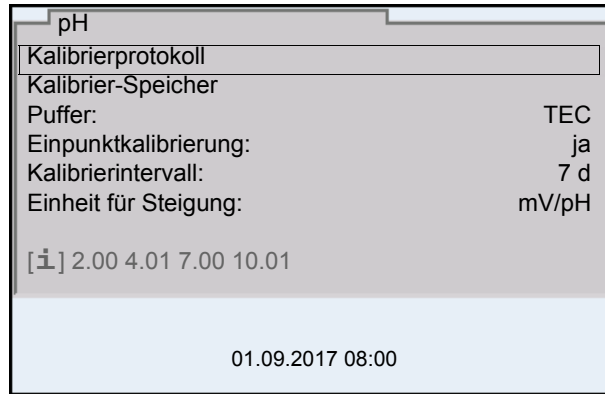 pH
Kalibrierprotokoll
Kalibrier-Speicher
Puffer: TEC
Einpunktkalibrierung: ja
Kalibrierintervall: 7 d
Einheit für Steigung: mV/pH
[i] 2.00 4.01 7.00 10.01
01.09.2017 08:00